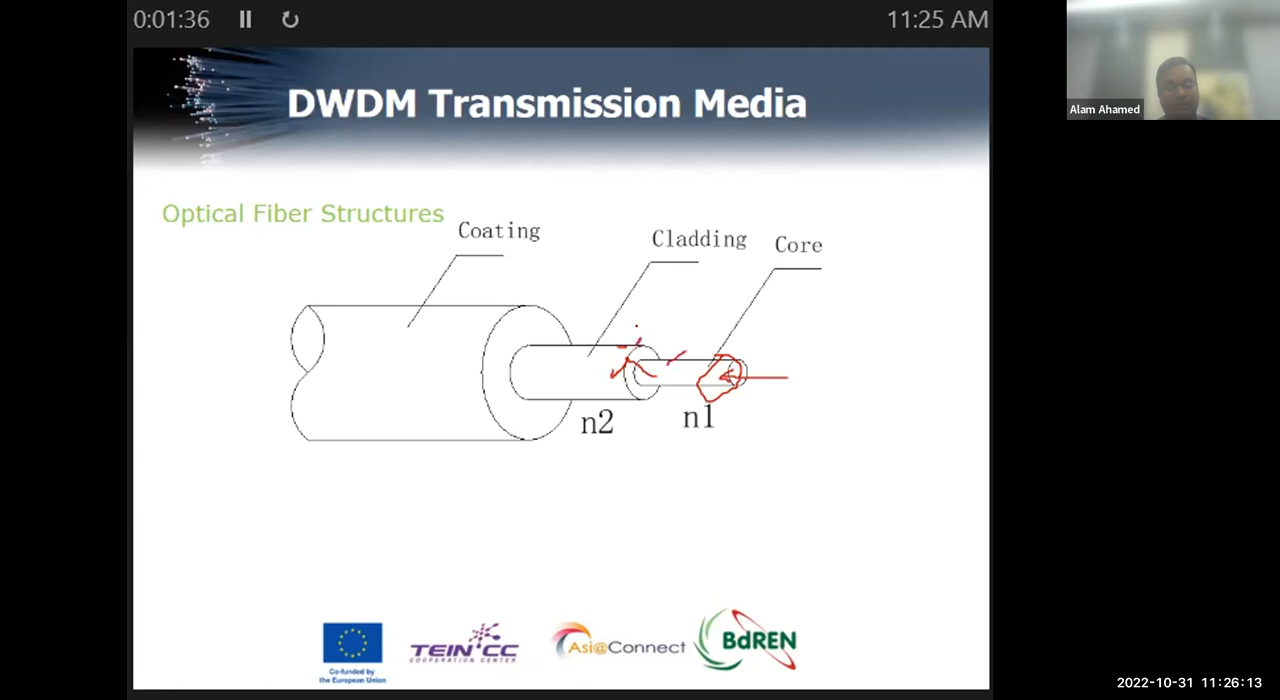 0:01:36
11:25 AM
Alam Ahamed
DWDM Transmission Media
Optical Fiber Structures
Coating
Cladding
Core
n2
n1
Co-funded by
the European Union
TEIN*CC
COOPERATION CENTER
Asi@Connect
BdREN
2022-10-31 11:26:13